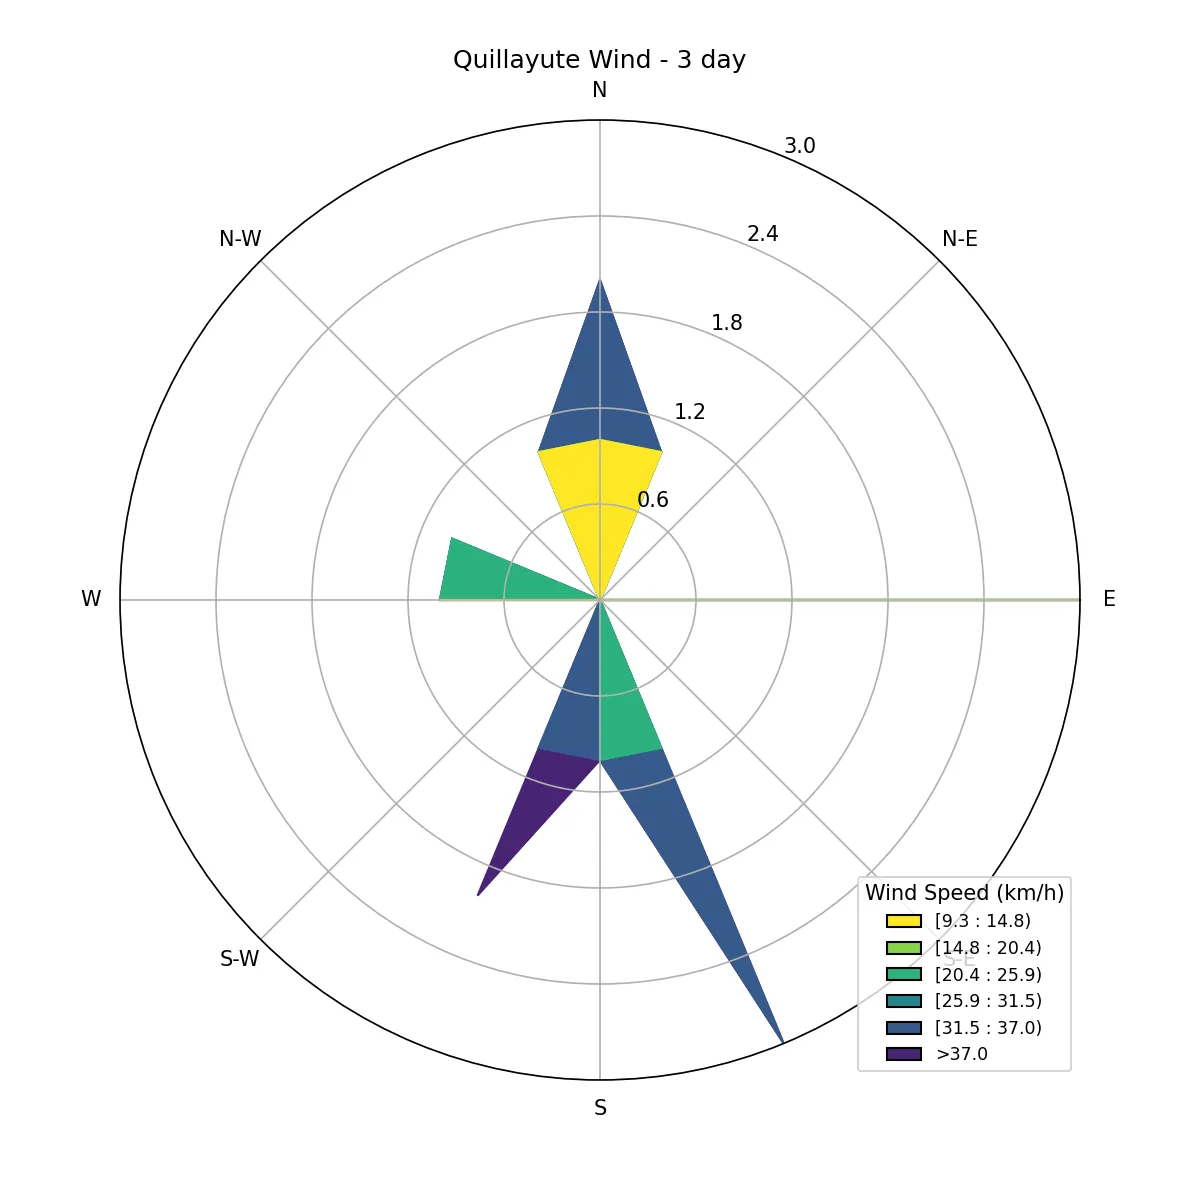 Quillayute Wind - 3 day
N
3.0
N-W
2.4
N-E
1.8
1.2
0.6
W
E
Wind Speed (km/h)
[9.3 : 14.8)
[14.8 : 20.4)
S-W
S-E
[20.4 : 25.9)
[25.9 : 31.5)
[31.5 : 37.0)
>37.0
S